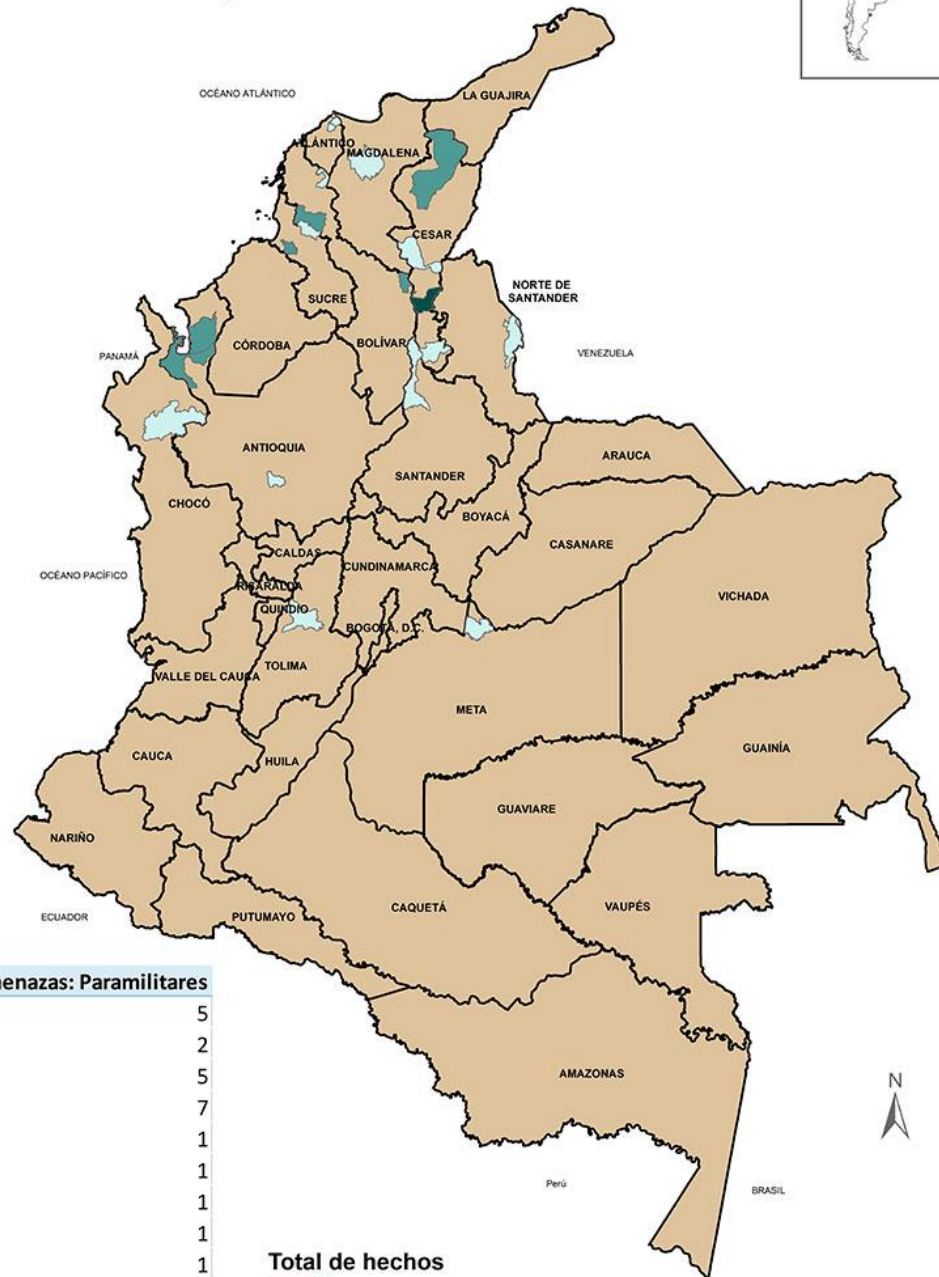 OCÉANO ATLÁNTICO
LA GUAJIRA
ATLÁNTICO
MAGDALENA
CESAR
NORTE DE
SANTANDER
SUCRE
CÓRDOBA
BOLÍVAR
PANAMÁ
VENEZUELA
ANTIOQUIA
ARAUCA
SANTANDER
CHOCÓ
BOYACÁ
CASANARE
CALDAS
CUNDINAMARCA
OCÉANO PACÍFICO
RISARALDA
VICHADA
QUINDÍO
BOGOTÁ, D.C.
TOLIMA
VALLE DEL CAUCA
META
GUAINÍA
CAUCA
HUILA
GUAVIARE
NARIÑO
CAQUETÁ
VAUPÉS
ECUADOR
PUTUMAYO
enazas: Paramilitares
5
2
5
7
1
1
1
1
1
AMAZONAS
N
Perú
BRASIL
Total de hechos